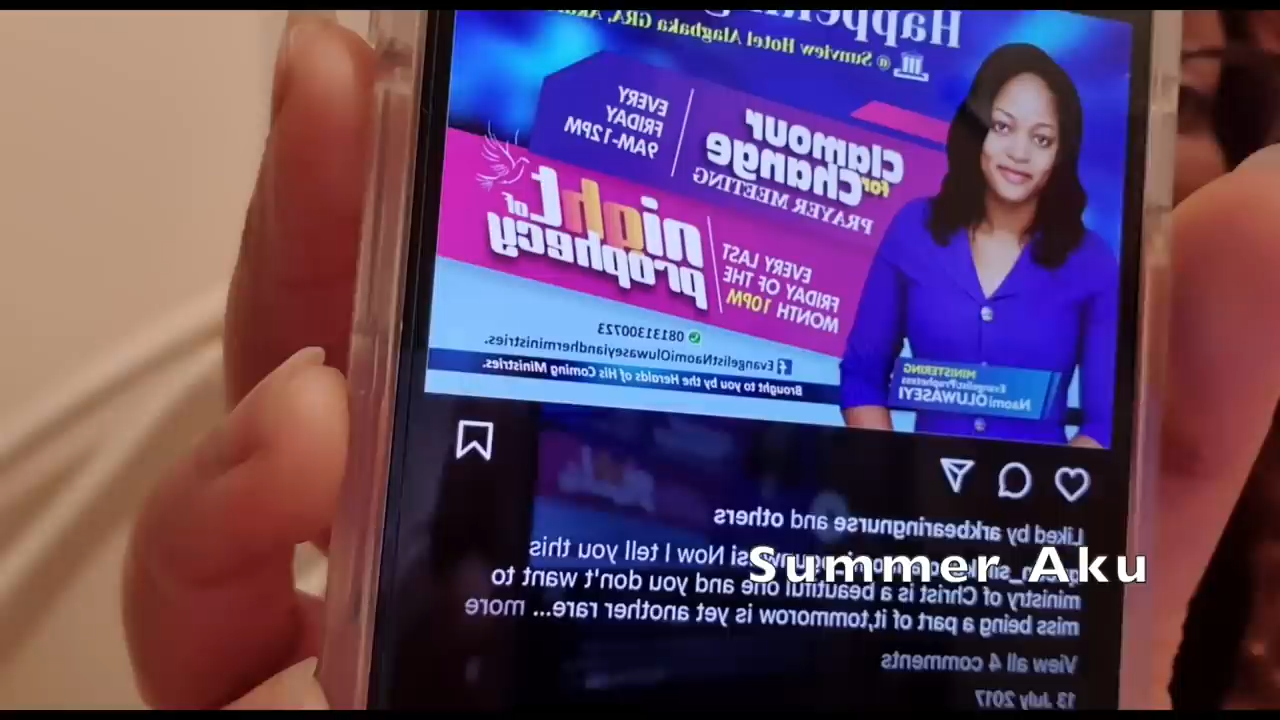 Happening
@ Sunview Hotel Alagbaka GRA,
Clamour
for Change
PRAYER MEETING
EVERY
FRIDAY
9AM-12PM
night of
prophecy
EVERY LAST
FRIDAY OF THE
MONTH 10PM
08131300723
EvangelistNaomiOluwaseyiandherministries.
Brought to you by the Heralds of His Coming Ministries.
MINISTERING
Evangelist/Prophetess
Naomi OLUWASEYI
Liked by arkbearingnurse and others
Now I tell you this
ministry of Christ is a beautiful one and you don't want to
miss being a part of it,tommorow is yet another rare... more
View all 4 comments
13 July 2017
Summer Aku